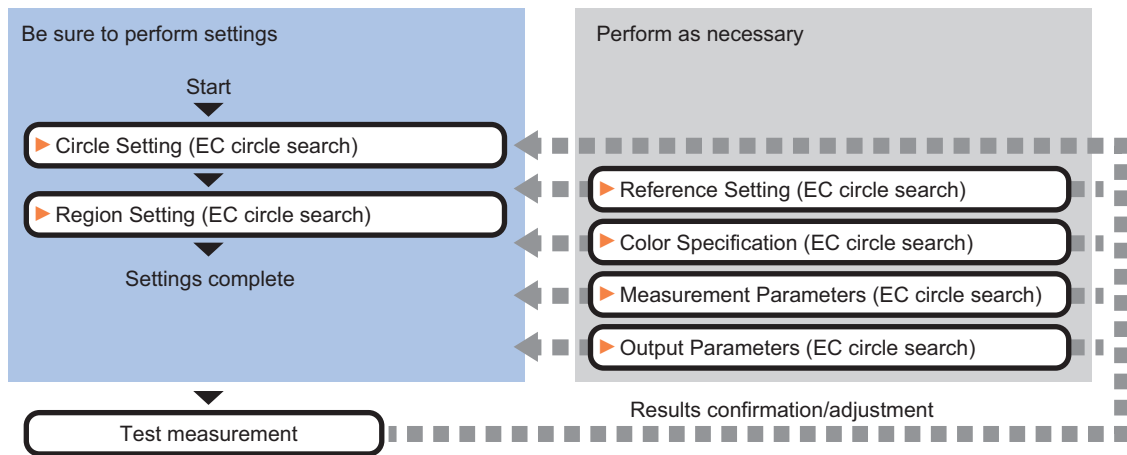 Be sure to perform settings
Start
Circle Setting (EC circle search)
Region Setting (EC circle search)
Settings complete
Perform as necessary
Reference Setting (EC circle search)
Color Specification (EC circle search)
Measurement Parameters (EC circle search)
Output Parameters (EC circle search)
Test measurement
Results confirmation/adjustment